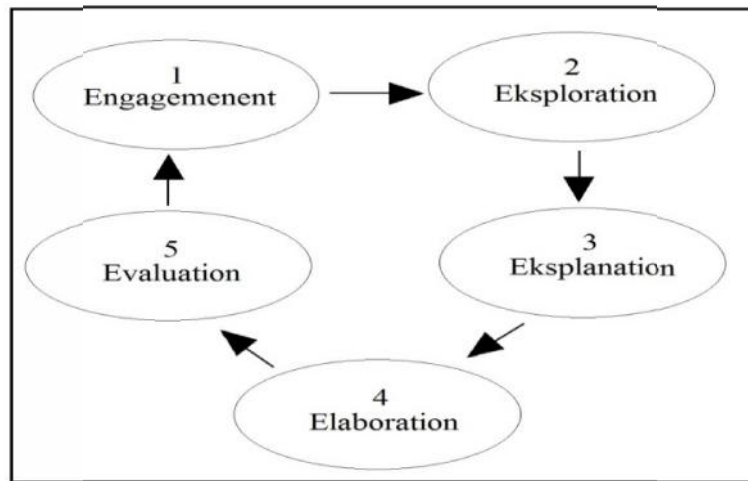 1
Engagemenent
2
Eksploration
3
Eksplanation
4
Elaboration
5
Evaluation